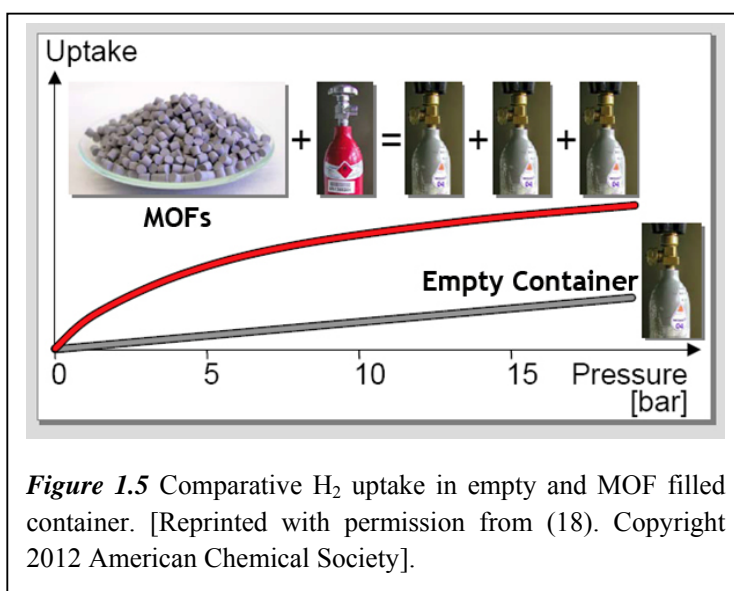 Uptake
+ = + +
MOFs
Empty Container
0 5 10 15 Pressure
[bar]
Figure 1.5 Comparative H₂ uptake in empty and MOF filled
container. [Reprinted with permission from (18). Copyright
2012 American Chemical Society].